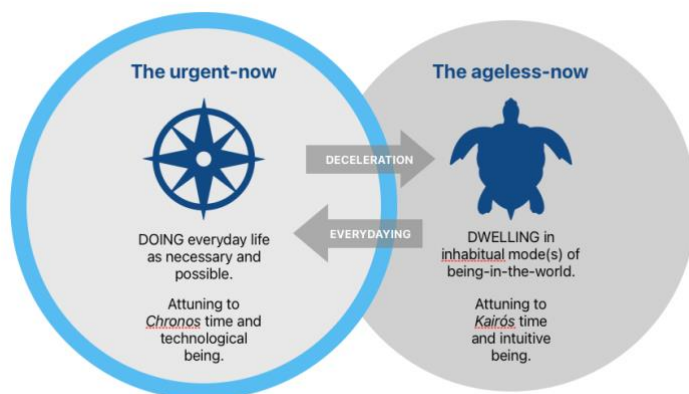 The urgent-now
The ageless-now
DECELERATION
EVERYDAYING
DOING everyday life
as necessary and
possible.
Attuning to
Chronos time and
technological
being.
DWELLING in
inhabitual mode(s) of
being-in-the-world.
Attuning to
Kairós time
and intuitive
being.